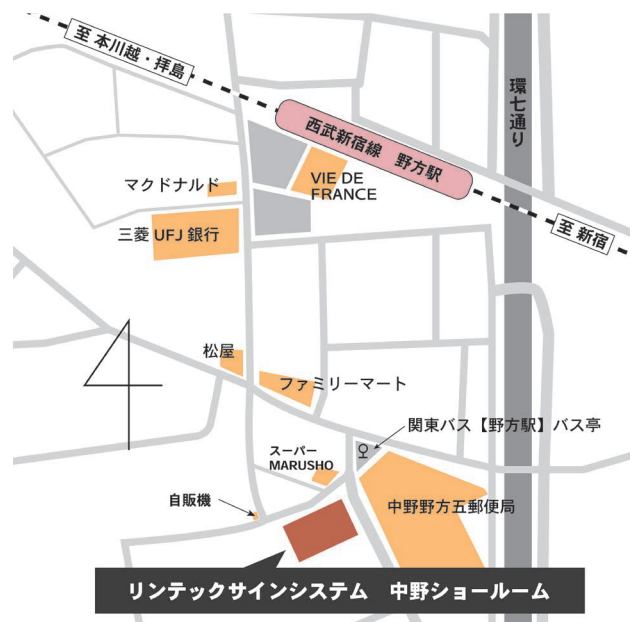 至 本川越・拝島
環七通り
西武新宿線 野方駅
マクドナルド
VIE DE
FRANCE
三菱 UFJ 銀行
至 新宿
松屋
ファミリーマート
関東バス【野方駅】バス亭
スーパー
MARUSHO
自販機
中野野方五郵便局
リンテックサインシステム 中野ショールーム